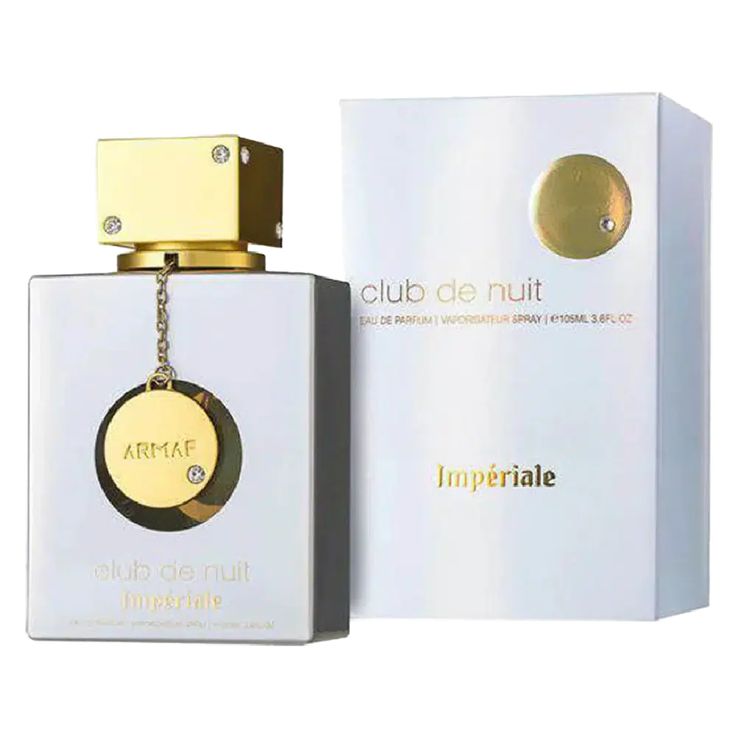 ARMAF
club de nuit
Impériale
club de nuit
EAU DE PARFUM | VAPORISATEUR SPRAY | ℮105ML 3.6FL OZ
Impériale